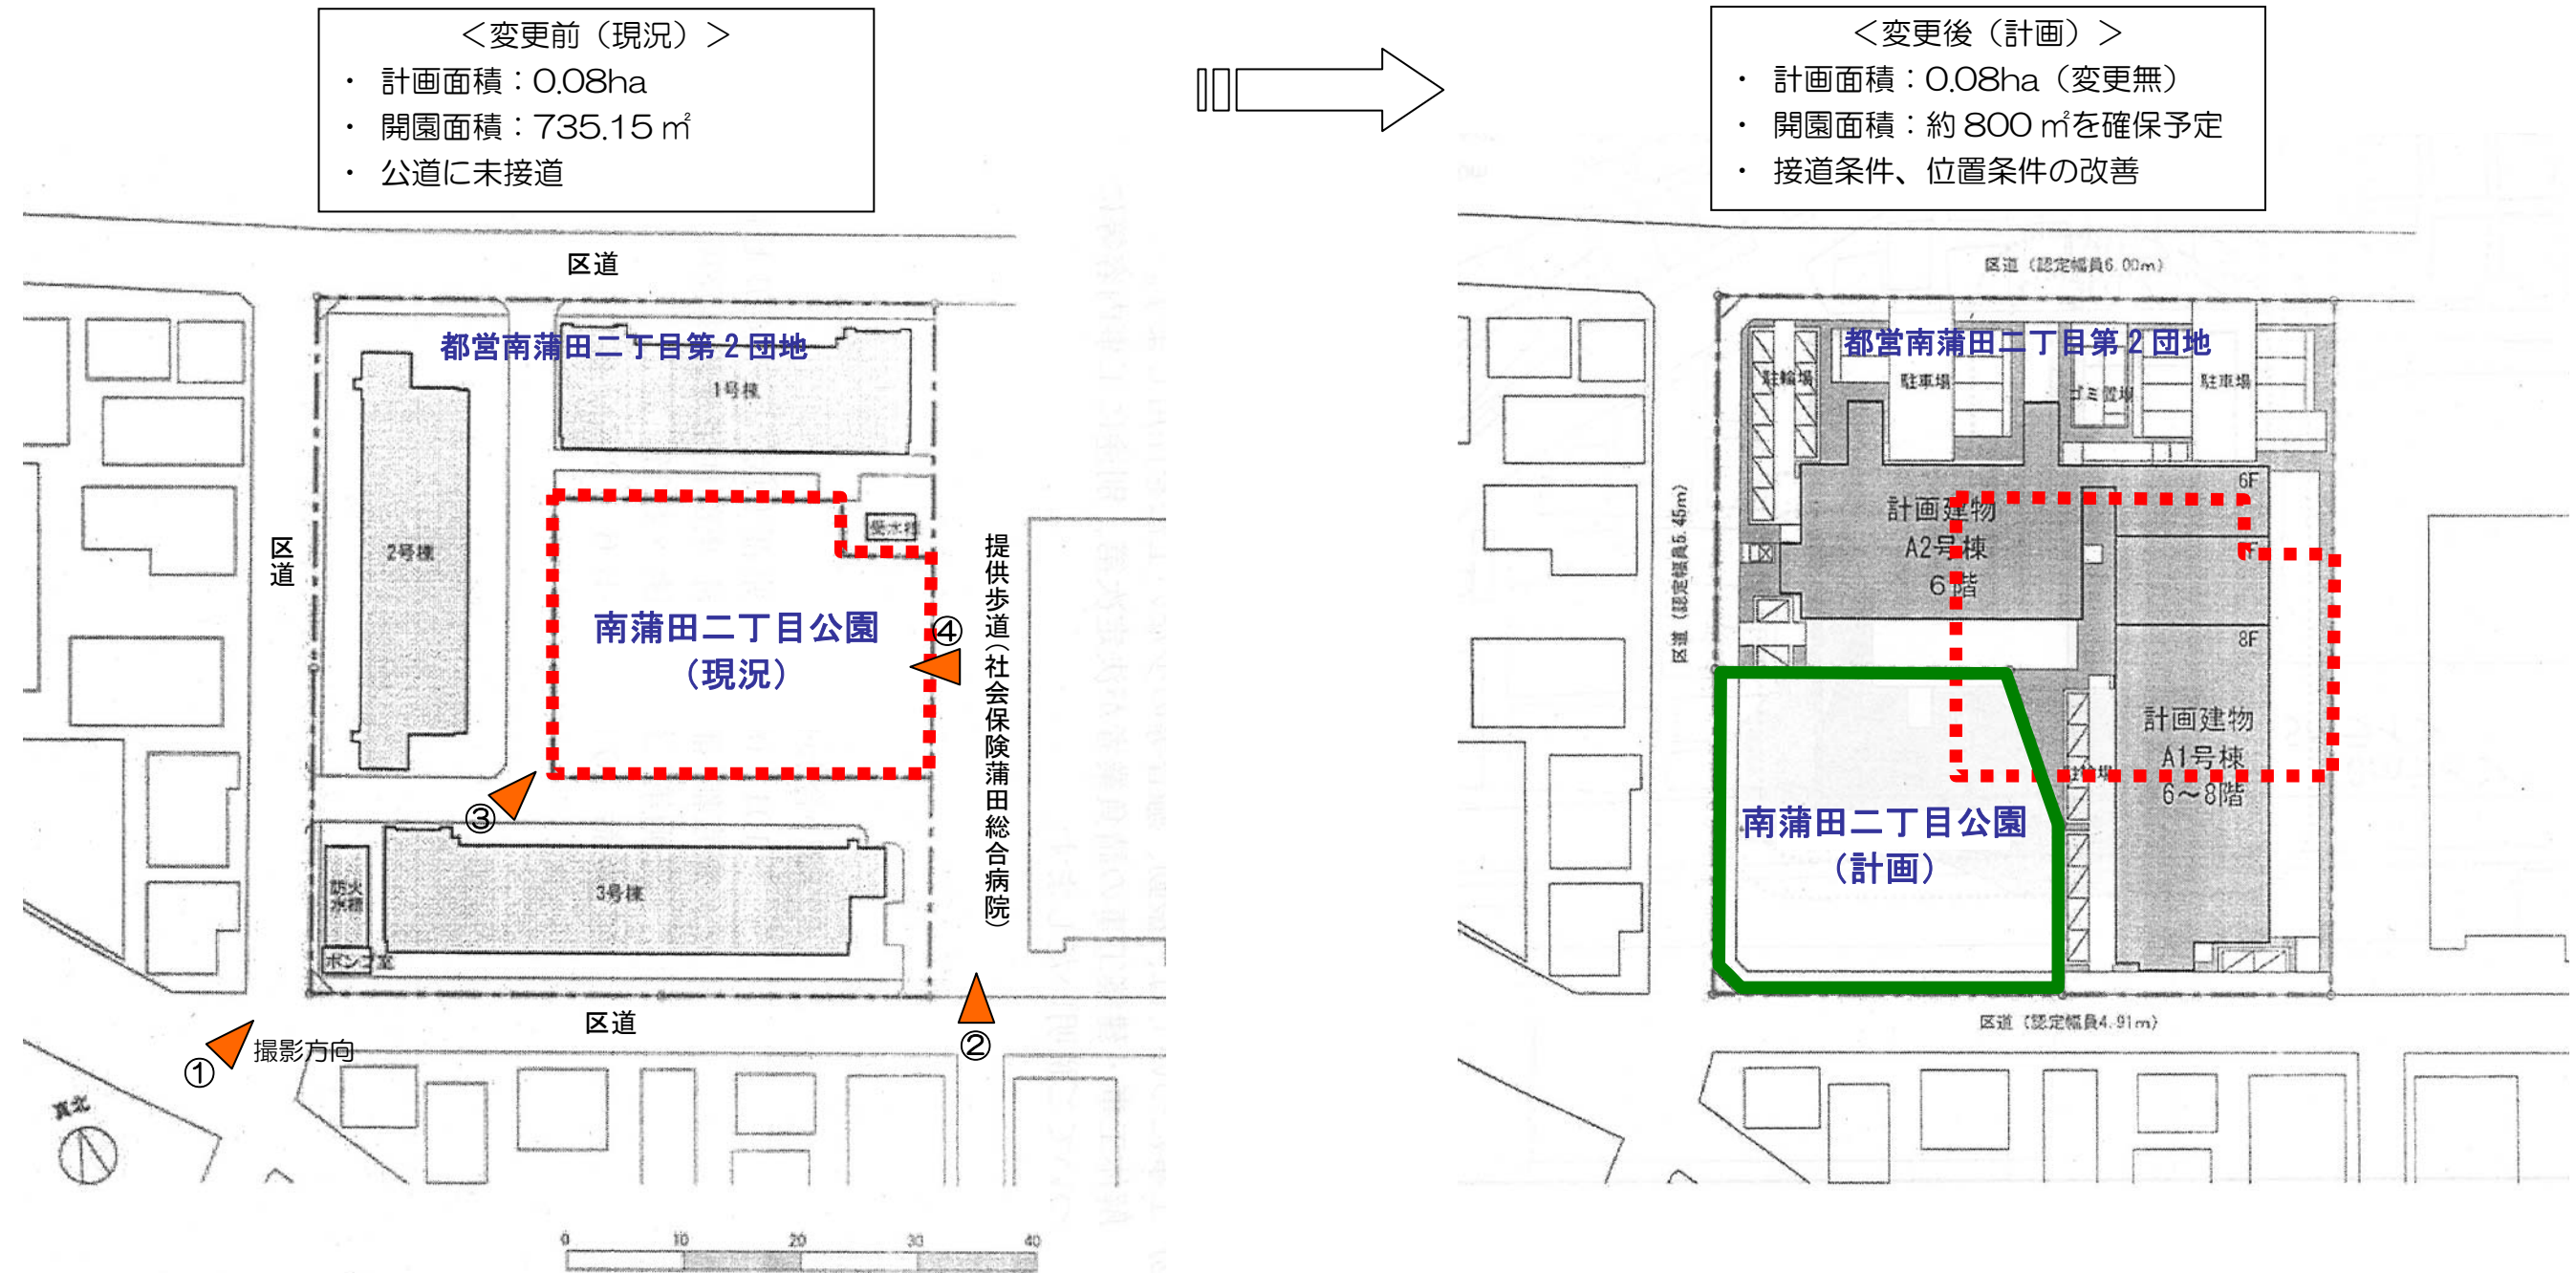 ＜変更前（現況）＞
・ 計画面積：0.08ha
・ 開園面積：735.15㎡
・ 公道に未接道
＜変更後（計画）＞
・ 計画面積：0.08ha（変更無）
・ 開園面積：約800㎡を確保予定
・ 接道条件、位置条件の改善
区道
都営南蒲田二丁目第2団地
1号棟
2号棟
受水槽
区道
南蒲田二丁目公園
（現況）
④
提供歩道（社会保険蒲田総合病院）
③
防火
水槽
3号棟
ポンプ室
区道
①
撮影方向
②
真北
0 10 20 30 40
区道（認定幅員6.00m）
都営南蒲田二丁目第2団地
駐輪場
駐車場
ゴミ置場
駐車場
区道（認定幅員5.45m）
計画建物
A2号棟
6階
6F
8F
計画建物
A1号棟
6～8階
駐輪場
南蒲田二丁目公園
（計画）
区道（認定幅員4.91m）